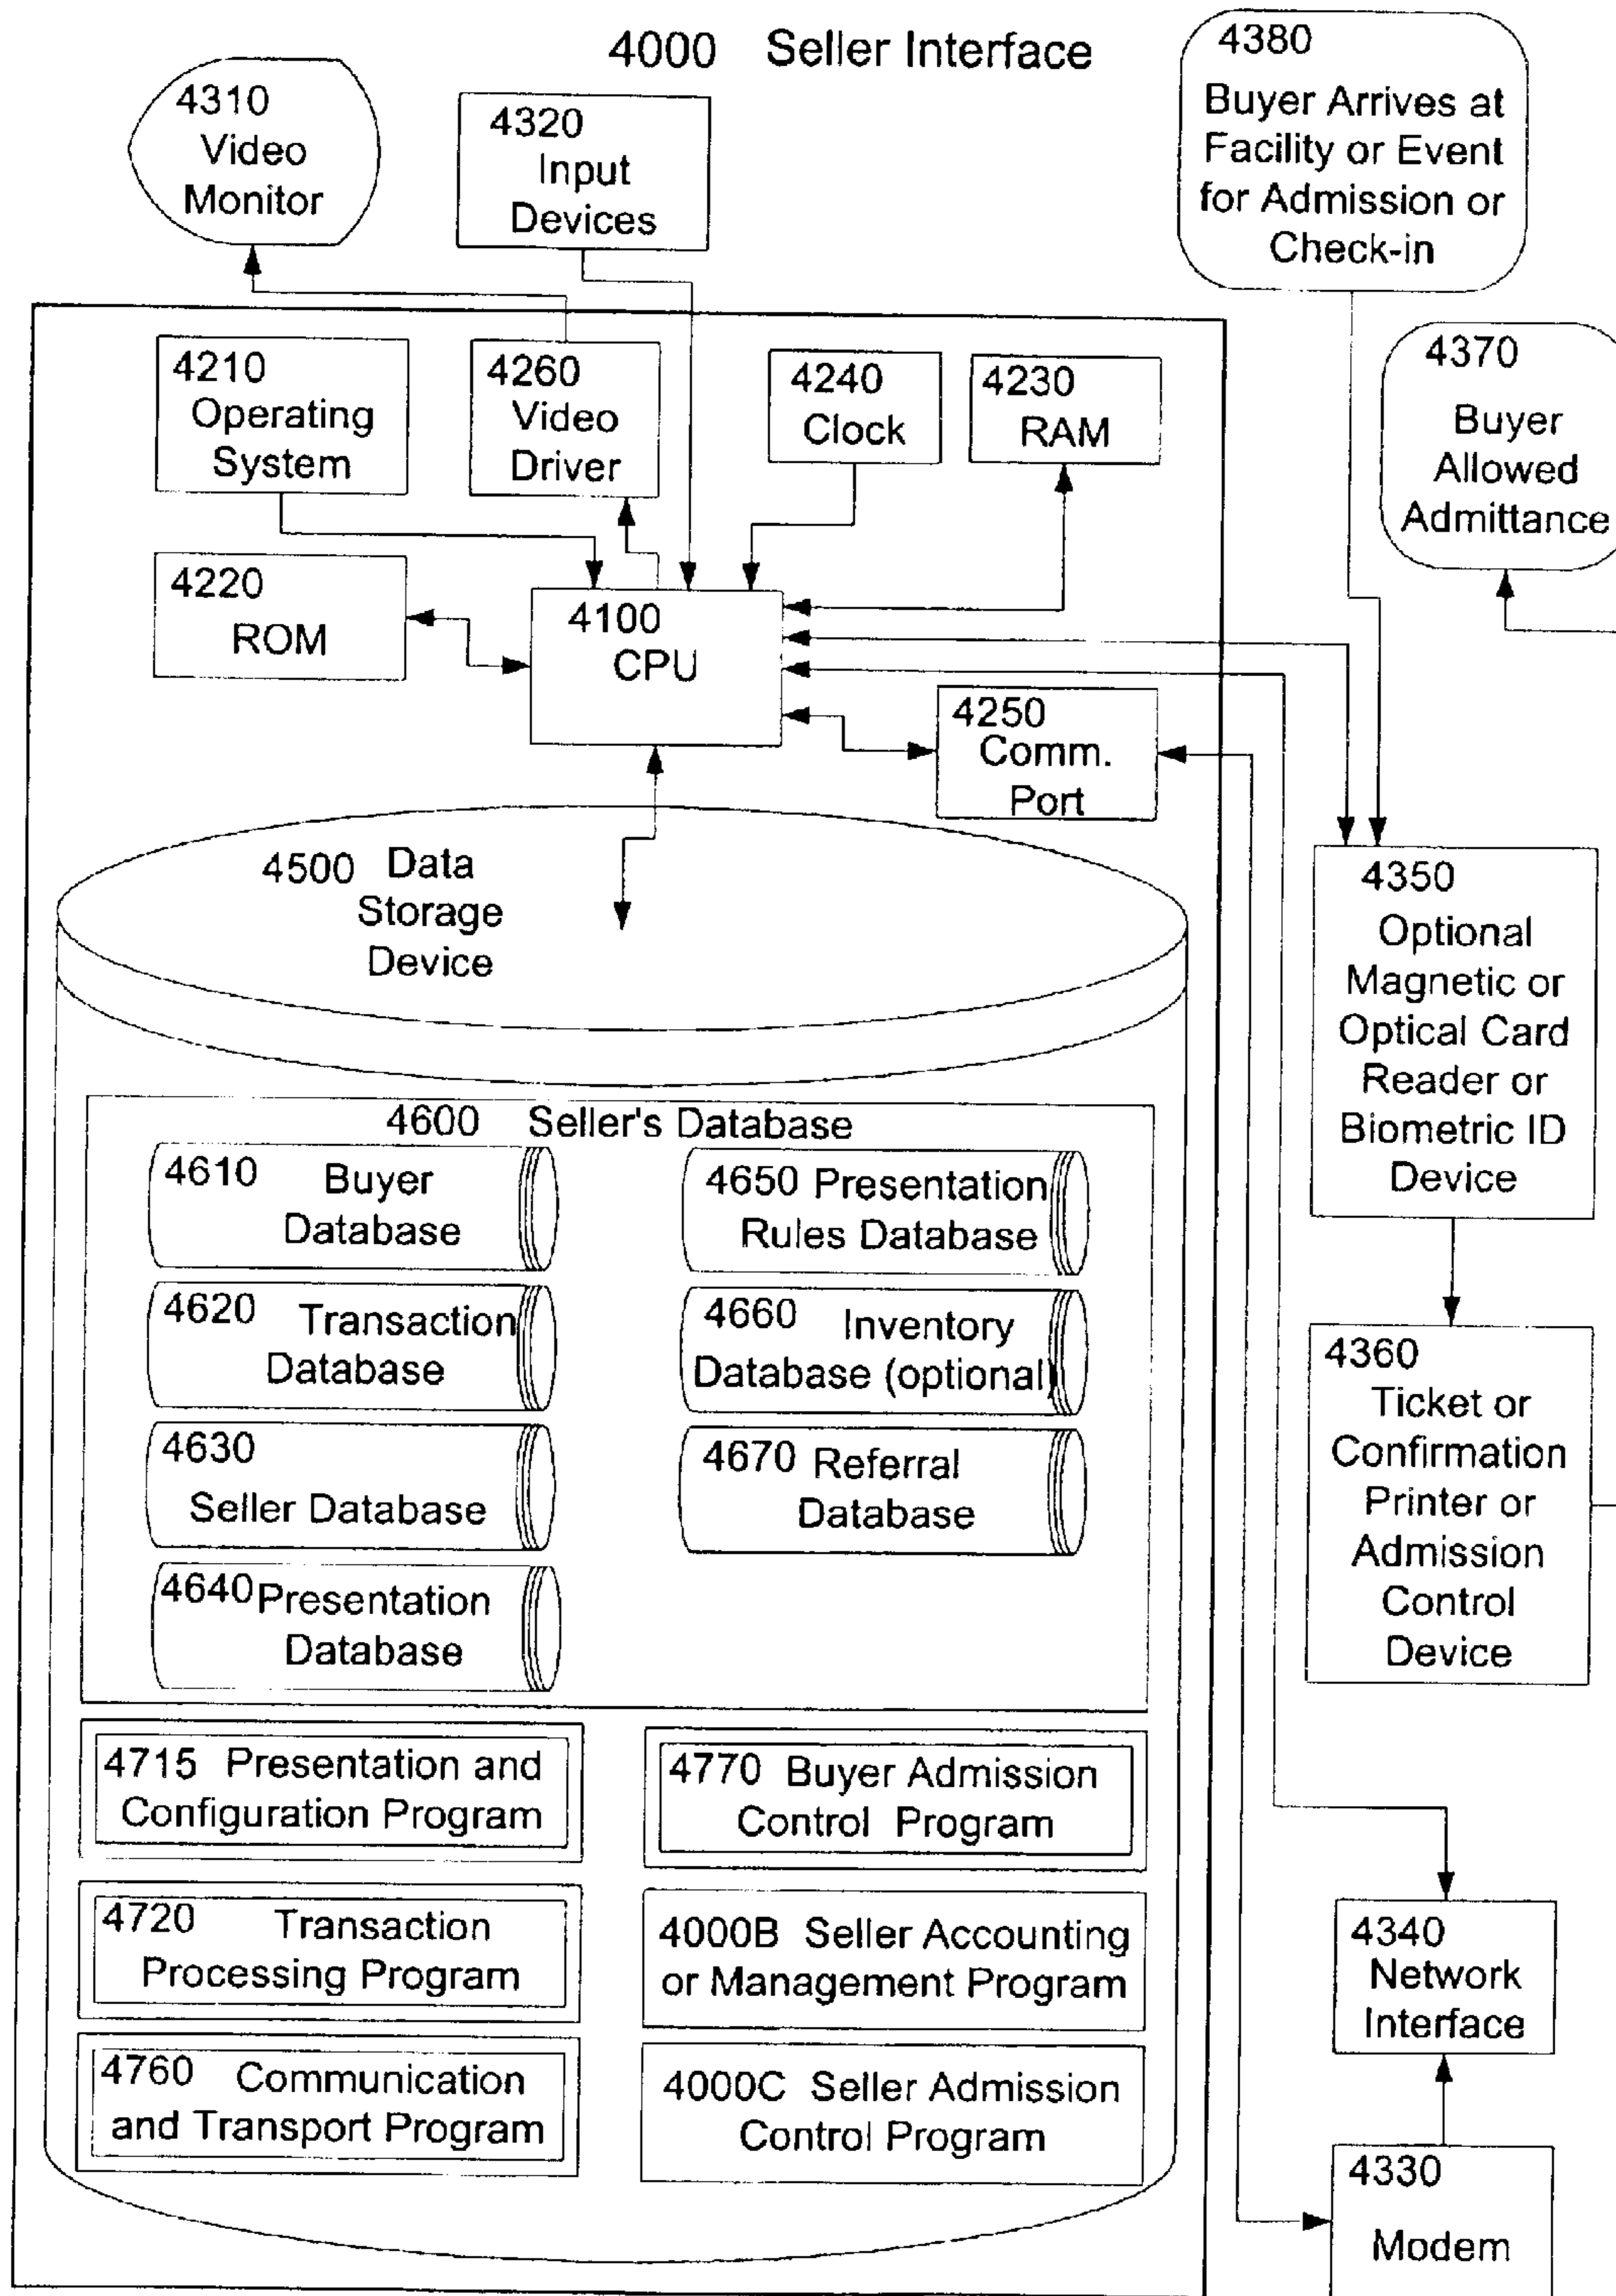 4000 Seller Interface
4310
Video
Monitor
4320
Input
Devices
4380
Buyer Arrives at
Facility or Event
for Admission or
Check-in
4370
Buyer
Allowed
Admittance
4210
Operating
System
4260
Video
Driver
4240
Clock
4230
RAM
4220
ROM
4100
CPU
4250
Comm.
Port
4500 Data
Storage
Device
4350
Optional
Magnetic or
Optical Card
Reader or
Biometric ID
Device
4600 Seller's Database
4610 Buyer
Database
4620 Transaction
Database
4630
Seller Database
4640 Presentation
Database
4650 Presentation
Rules Database
4660 Inventory
Database (optional)
4670 Referral
Database
4360
Ticket or
Confirmation
Printer or
Admission
Control
Device
4715 Presentation and
Configuration Program
4770 Buyer Admission
Control Program
4720 Transaction
Processing Program
4000B Seller Accounting
or Management Program
4760 Communication
and Transport Program
4000C Seller Admission
Control Program
4340
Network
Interface
4330
Modem